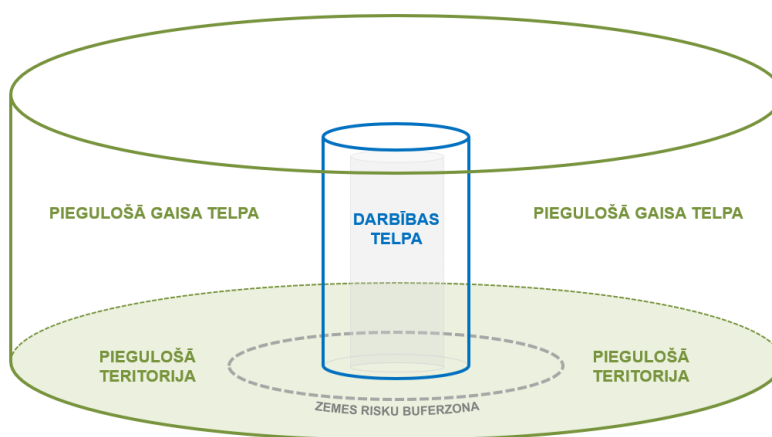 PIEGULOŠĀ GAISA TELPA
DARBĪBAS
TELPA
PIEGULOŠĀ GAISA TELPA
PIEGULOŠĀ
TERITORIJA
PIEGULOŠĀ
TERITORIJA
ZEMES RISKU BUFERZONA